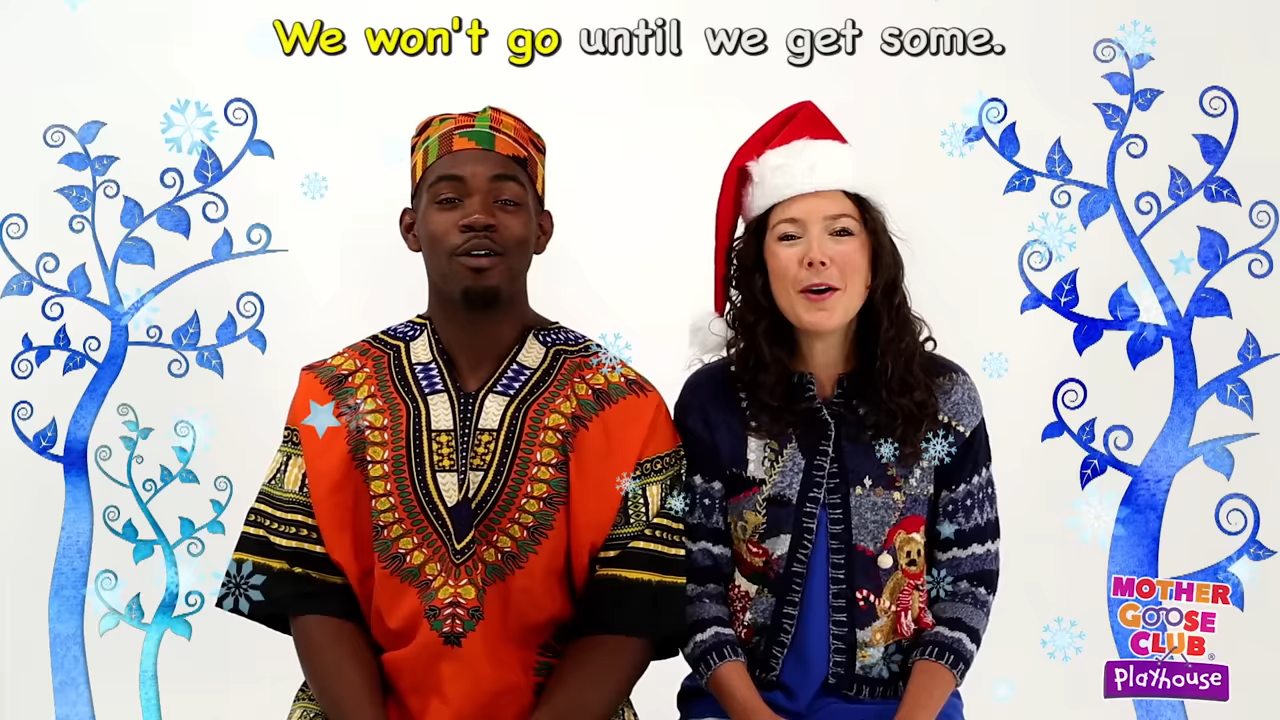 We won't go until we get some.
MOTHER
GOOSE
CLUB®
Playhouse